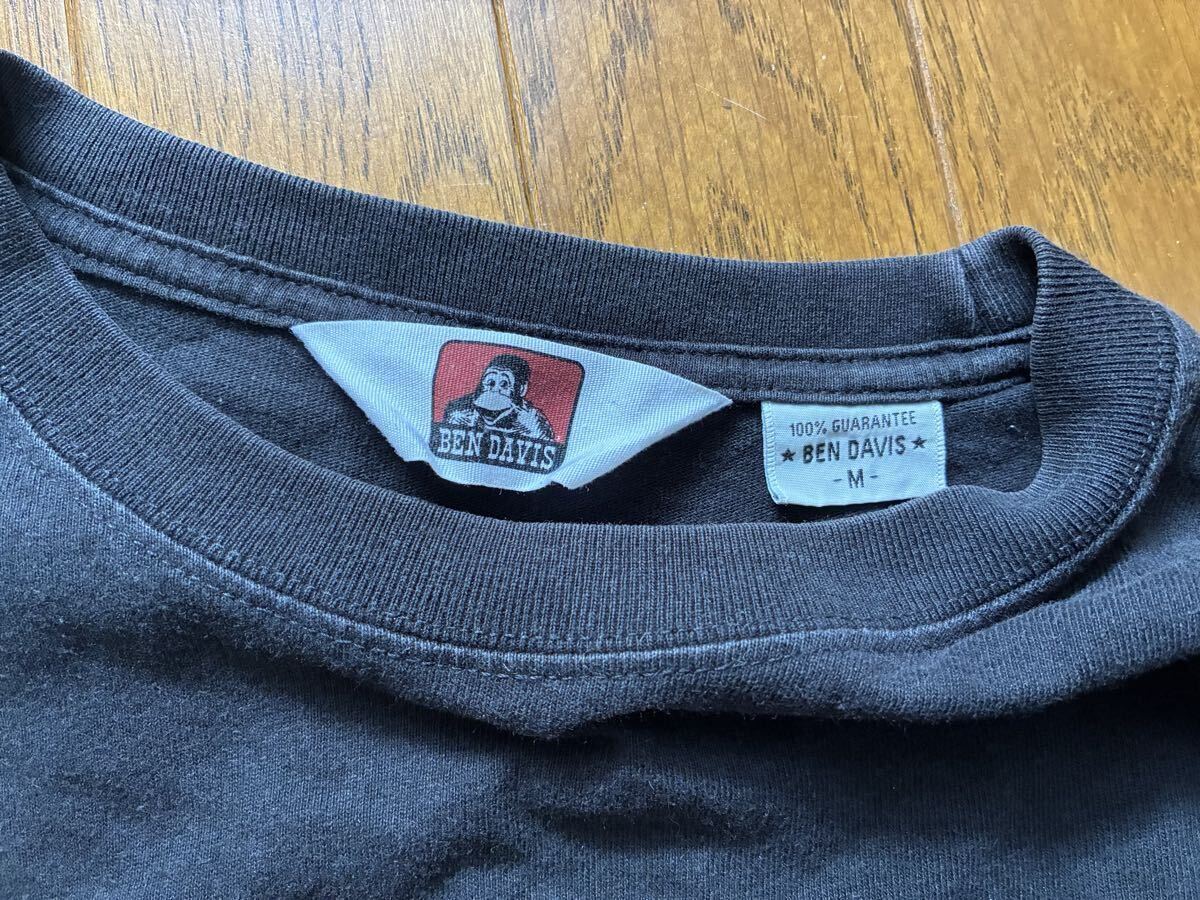 BEN DAVIS
100% GUARANTEE
★ BEN DAVIS ★
- M -